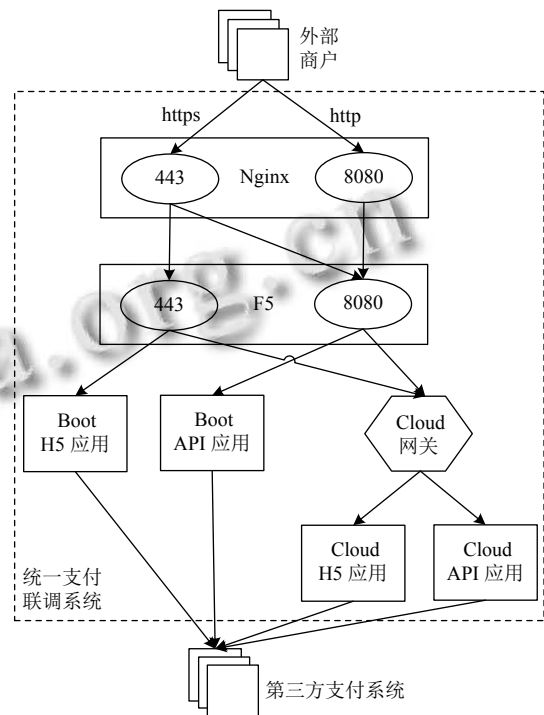 外部
商户
https
http
443
Nginx
8080
443
F5
8080
a.org.cn
Boot
H5 应用
Boot
API 应用
Cloud
网关
Cloud
H5 应用
Cloud
API 应用
统一支付
联调系统
第三方支付系统